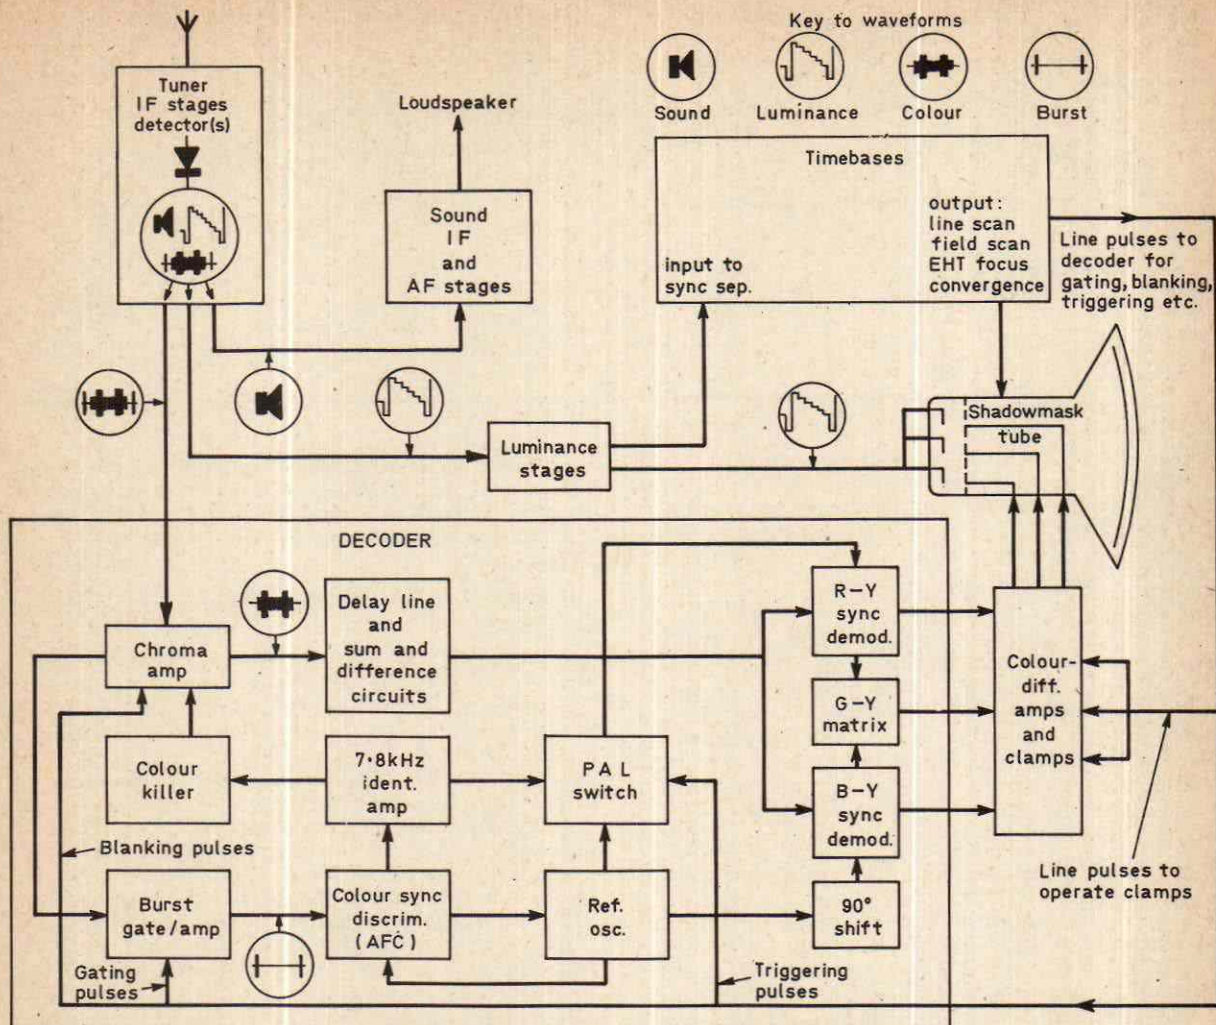 Key to waveforms
Sound
Luminance
Colour
Burst
Tuner
IF stages
detector(s)
Loudspeaker
Sound
IF
and
AF stages
Timebases
input to
sync sep.
output:
line scan
field scan
EHT focus
convergence
Line pulses to
decoder for
gating, blanking,
triggering etc.
Luminance
stages
Shadowmask
tube
DECODER
Chroma
amp
Delay line
and
sum and
difference
circuits
R-Y
sync
demod.
G-Y
matrix
B-Y
sync
demod.
Colour-
diff.
amps
and
clamps
Colour
killer
7·8kHz
ident.
amp
PAL
switch
Blanking pulses
Burst
gate/amp
Colour sync
discrim.
(AFC)
Ref.
osc.
90°
shift
Line pulses to
operate clamps
Gating
pulses
Triggering
pulses